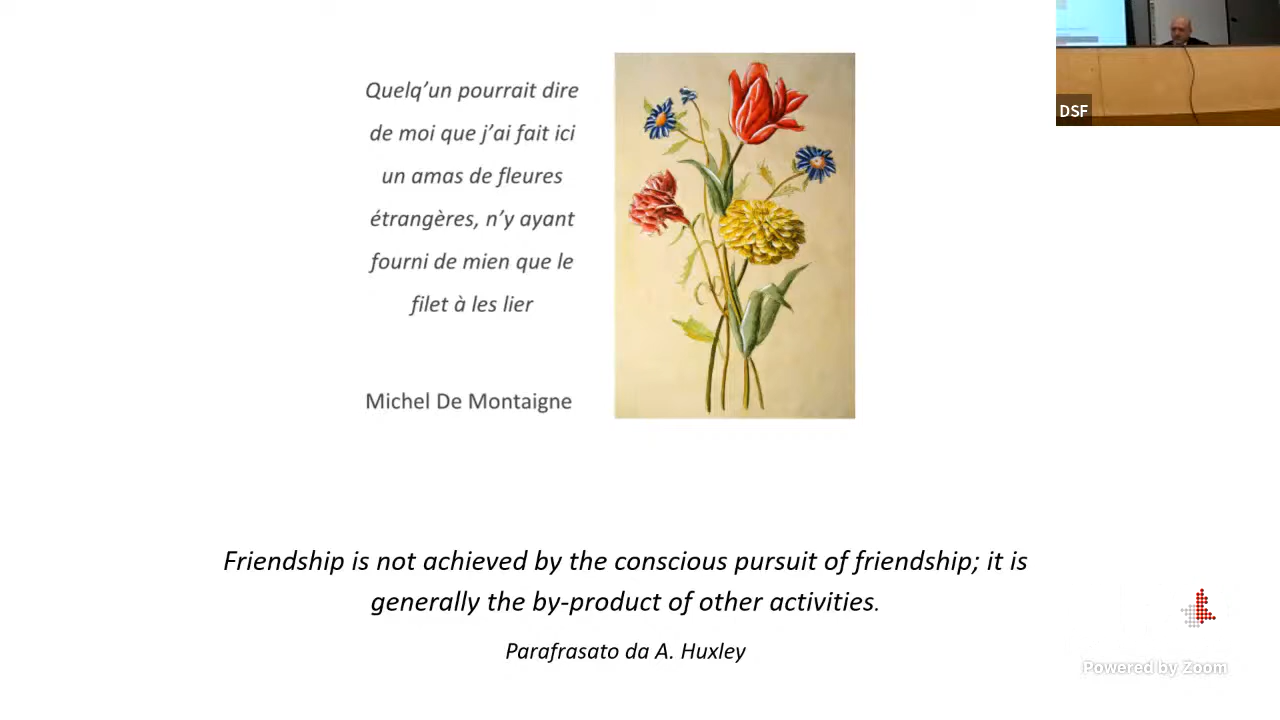 Quelq’un pourrait dire
de moi que j’ai fait ici
un amas de fleures
étrangères, n’y ayant
fourni de mien que le
filet à les lier
Michel De Montaigne
DSF
Friendship is not achieved by the conscious pursuit of friendship; it is
generally the by-product of other activities.
Parafrasato da A. Huxley
Powered by Zoom